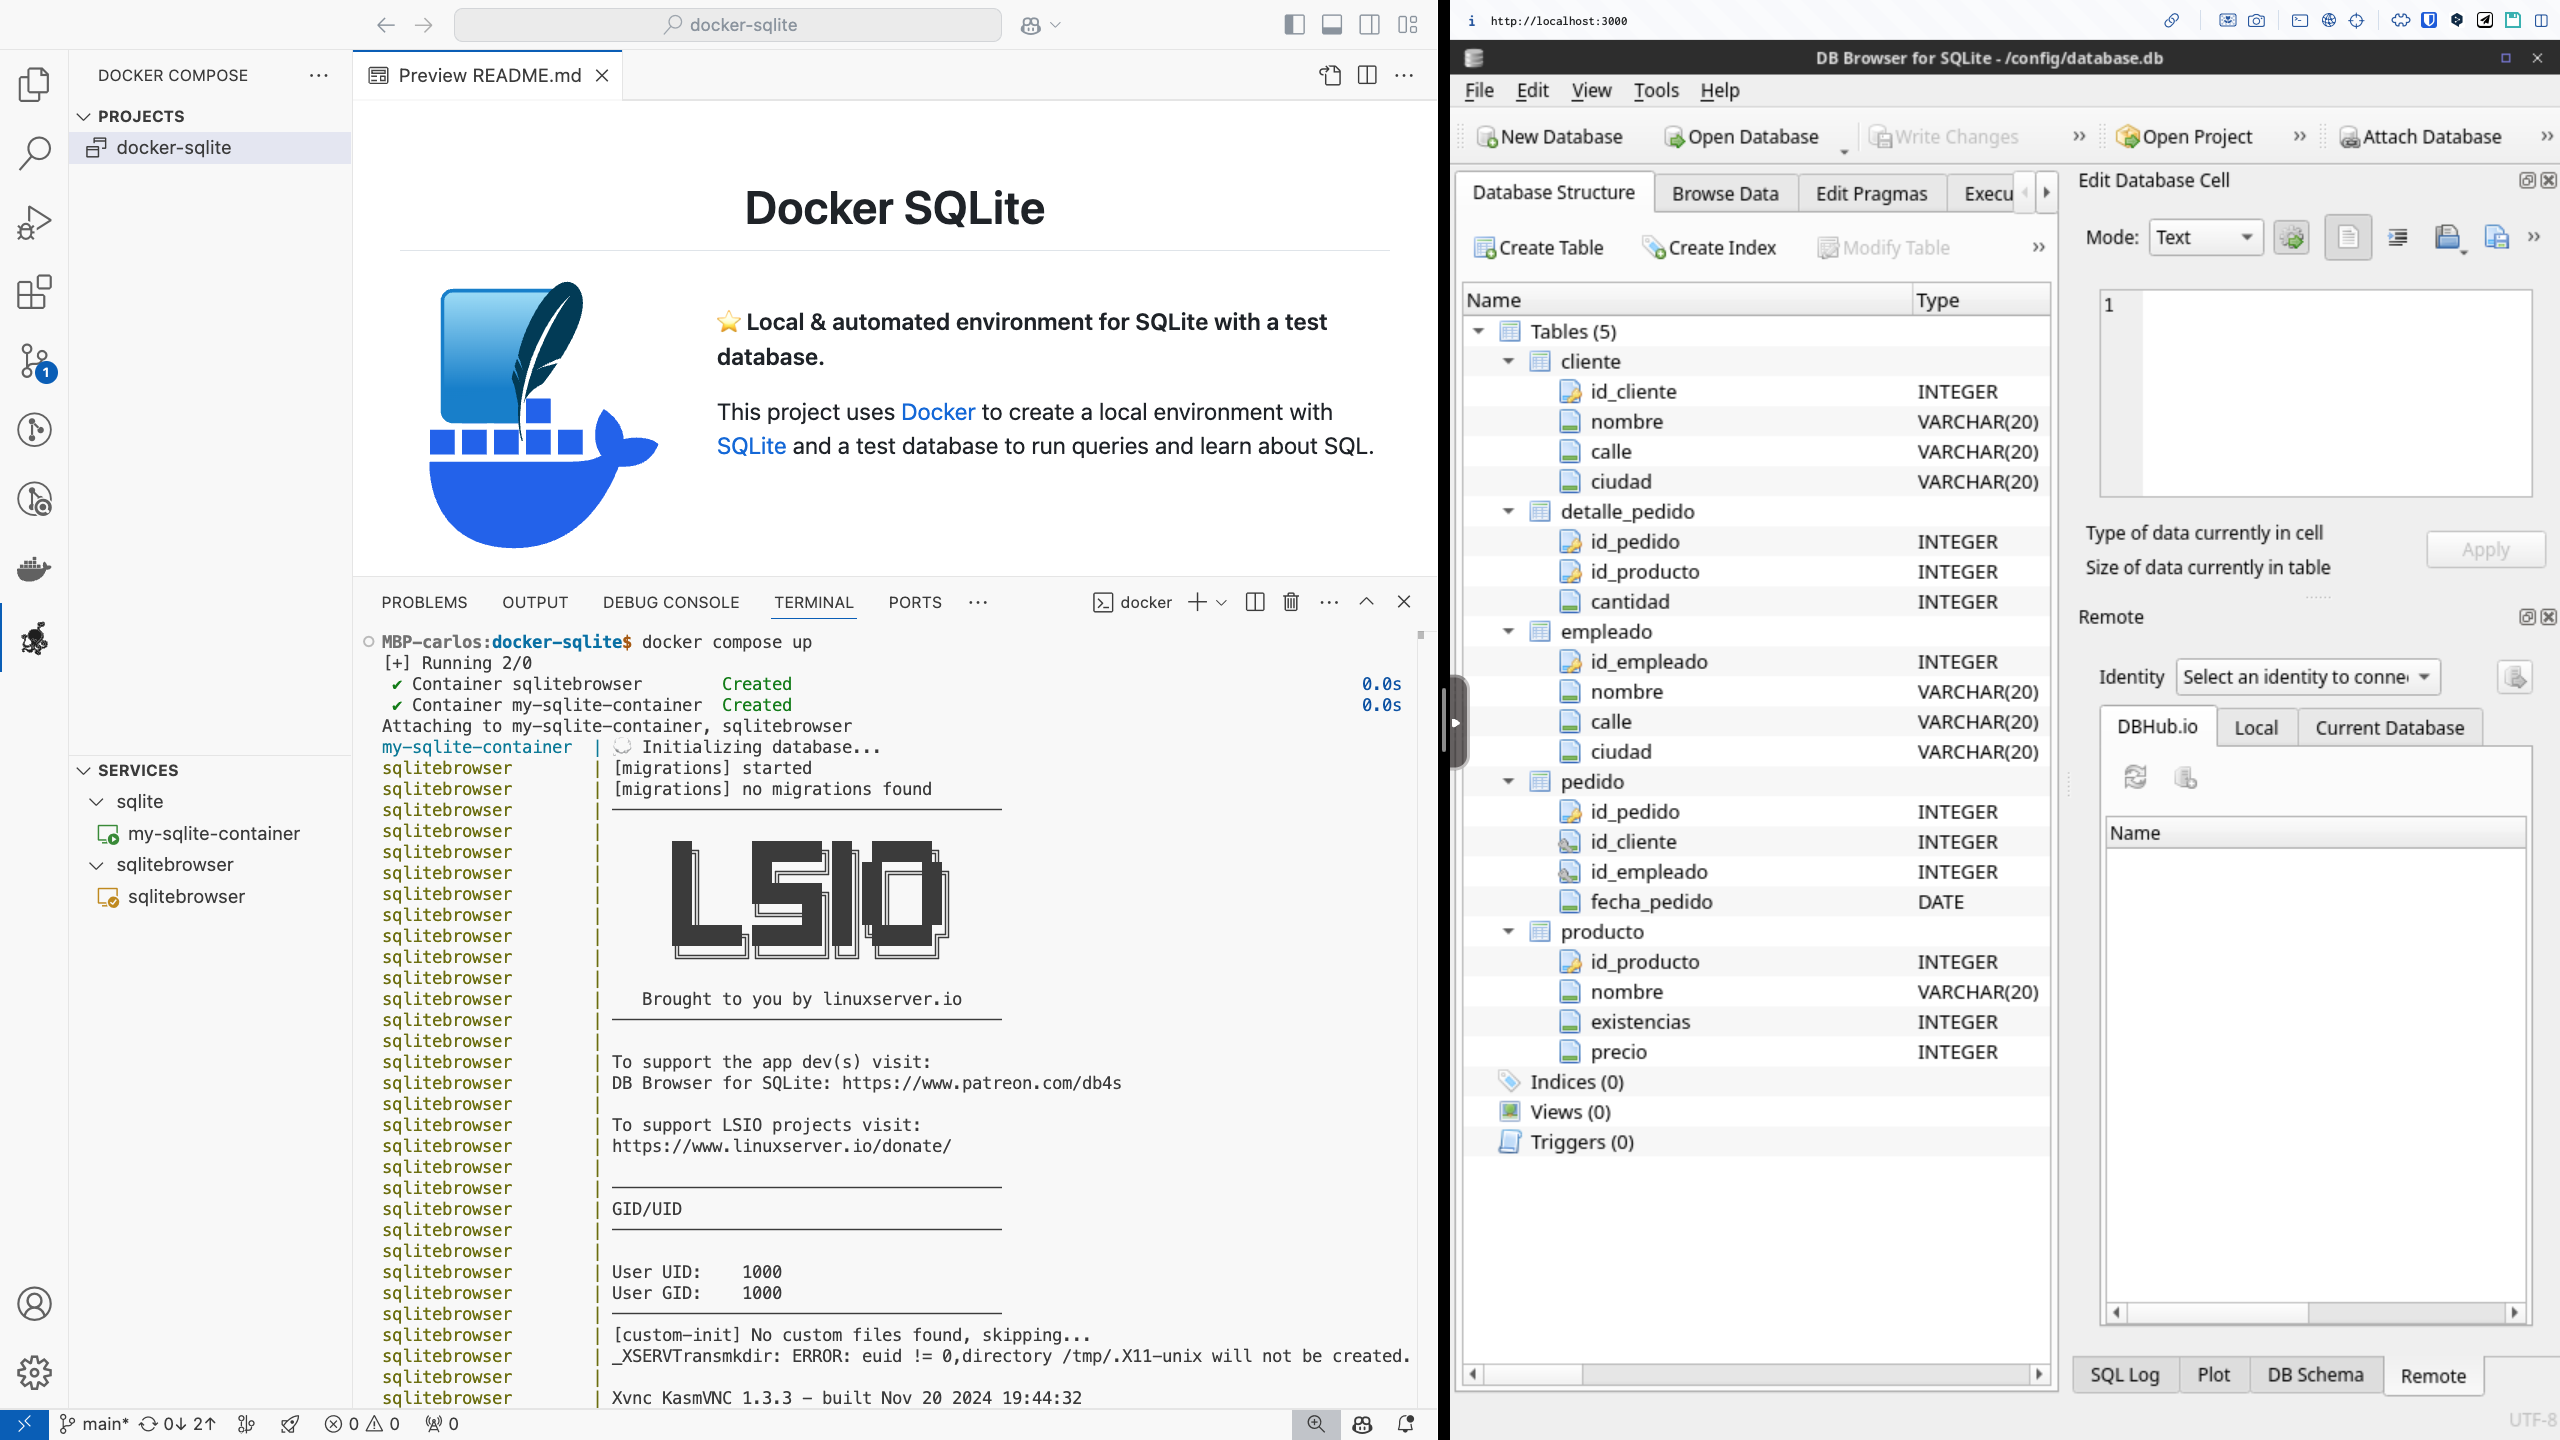 docker-sqlite
DOCKER COMPOSE
PROJECTS
docker-sqlite
SERVICES
sqlite
my-sqlite-container
sqlitebrowser
sqlitebrowser
1
Preview README.md
Docker SQLite
⭐ Local & automated environment for SQLite with a test
database.
This project uses Docker to create a local environment with
SQLite and a test database to run queries and learn about SQL.
PROBLEMS OUTPUT DEBUG CONSOLE TERMINAL PORTS ··· docker
MBP-carlos:docker-sqlite$ docker compose up
[+] Running 2/0
✔ Container sqlitebrowser Created 0.0s
✔ Container my-sqlite-container Created 0.0s
Attaching to my-sqlite-container, sqlitebrowser
my-sqlite-container | Initializing database...
sqlitebrowser | [migrations] started
sqlitebrowser | [migrations] no migrations found
sqlitebrowser | ───────────────────────────────────────
sqlitebrowser |
sqlitebrowser |
sqlitebrowser |
sqlitebrowser | LSIO
sqlitebrowser |
sqlitebrowser |
sqlitebrowser |
sqlitebrowser |
sqlitebrowser |
sqlitebrowser | Brought to you by linuxserver.io
sqlitebrowser | ───────────────────────────────────────
sqlitebrowser |
sqlitebrowser | To support the app dev(s) visit:
sqlitebrowser | DB Browser for SQLite: https://www.patreon.com/db4s
sqlitebrowser |
sqlitebrowser | To support LSIO projects visit:
sqlitebrowser | https://www.linuxserver.io/donate/
sqlitebrowser |
sqlitebrowser | ───────────────────────────────────────
sqlitebrowser | GID/UID
sqlitebrowser | ───────────────────────────────────────
sqlitebrowser |
sqlitebrowser | User UID: 1000
sqlitebrowser | User GID: 1000
sqlitebrowser | ───────────────────────────────────────
sqlitebrowser | [custom-init] No custom files found, skipping...
sqlitebrowser | _XSERVTransmkdir: ERROR: euid != 0,directory /tmp/.X11-unix will not be created.
sqlitebrowser |
sqlitebrowser | Xvnc KasmVNC 1.3.3 - built Nov 20 2024 19:44:32
main* 0↓ 2↑ 0 0 0
http://localhost:3000
DB Browser for SQLite - /config/database.db
File Edit View Tools Help
New Database Open Database Write Changes » Open Project » Attach Database »
Database Structure Browse Data Edit Pragmas Execu
Create Table Create Index Modify Table »
Name Type
Tables (5)
cliente
id_cliente INTEGER
nombre VARCHAR(20)
calle VARCHAR(20)
ciudad VARCHAR(20)
detalle_pedido
id_pedido INTEGER
id_producto INTEGER
cantidad INTEGER
empleado
id_empleado INTEGER
nombre VARCHAR(20)
calle VARCHAR(20)
ciudad VARCHAR(20)
pedido
id_pedido INTEGER
id_cliente INTEGER
id_empleado INTEGER
fecha_pedido DATE
producto
id_producto INTEGER
nombre VARCHAR(20)
existencias INTEGER
precio INTEGER
Indices (0)
Views (0)
Triggers (0)
Edit Database Cell
Mode: Text »
1
Type of data currently in cell
Size of data currently in table
Apply
Remote
Identity Select an identity to conne
DBHub.io Local Current Database
Name
SQL Log Plot DB Schema Remote
UTF-8